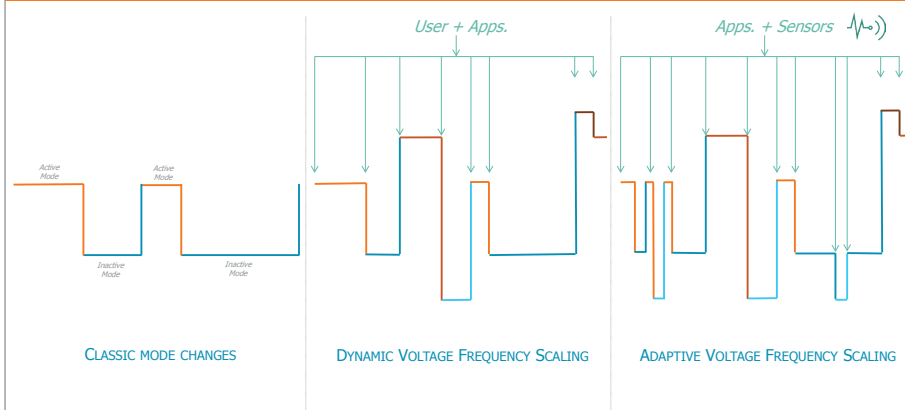 User + Apps.
Apps. + Sensors
Active
Mode
Active
Mode
Inactive
Mode
Inactive
Mode
CLASSIC MODE CHANGES
DYNAMIC VOLTAGE FREQUENCY SCALING
ADAPTIVE VOLTAGE FREQUENCY SCALING